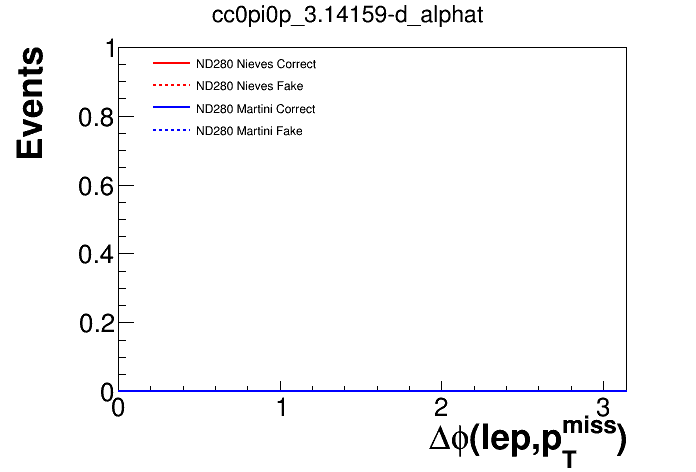 cc0pi0p_3.14159-d_alphat
Events
1
0.8
0.6
0.4
0.2
0
ND280 Nieves Correct
ND280 Nieves Fake
ND280 Martini Correct
ND280 Martini Fake
0 1 2 3
Δϕ(lep,p_T^miss)